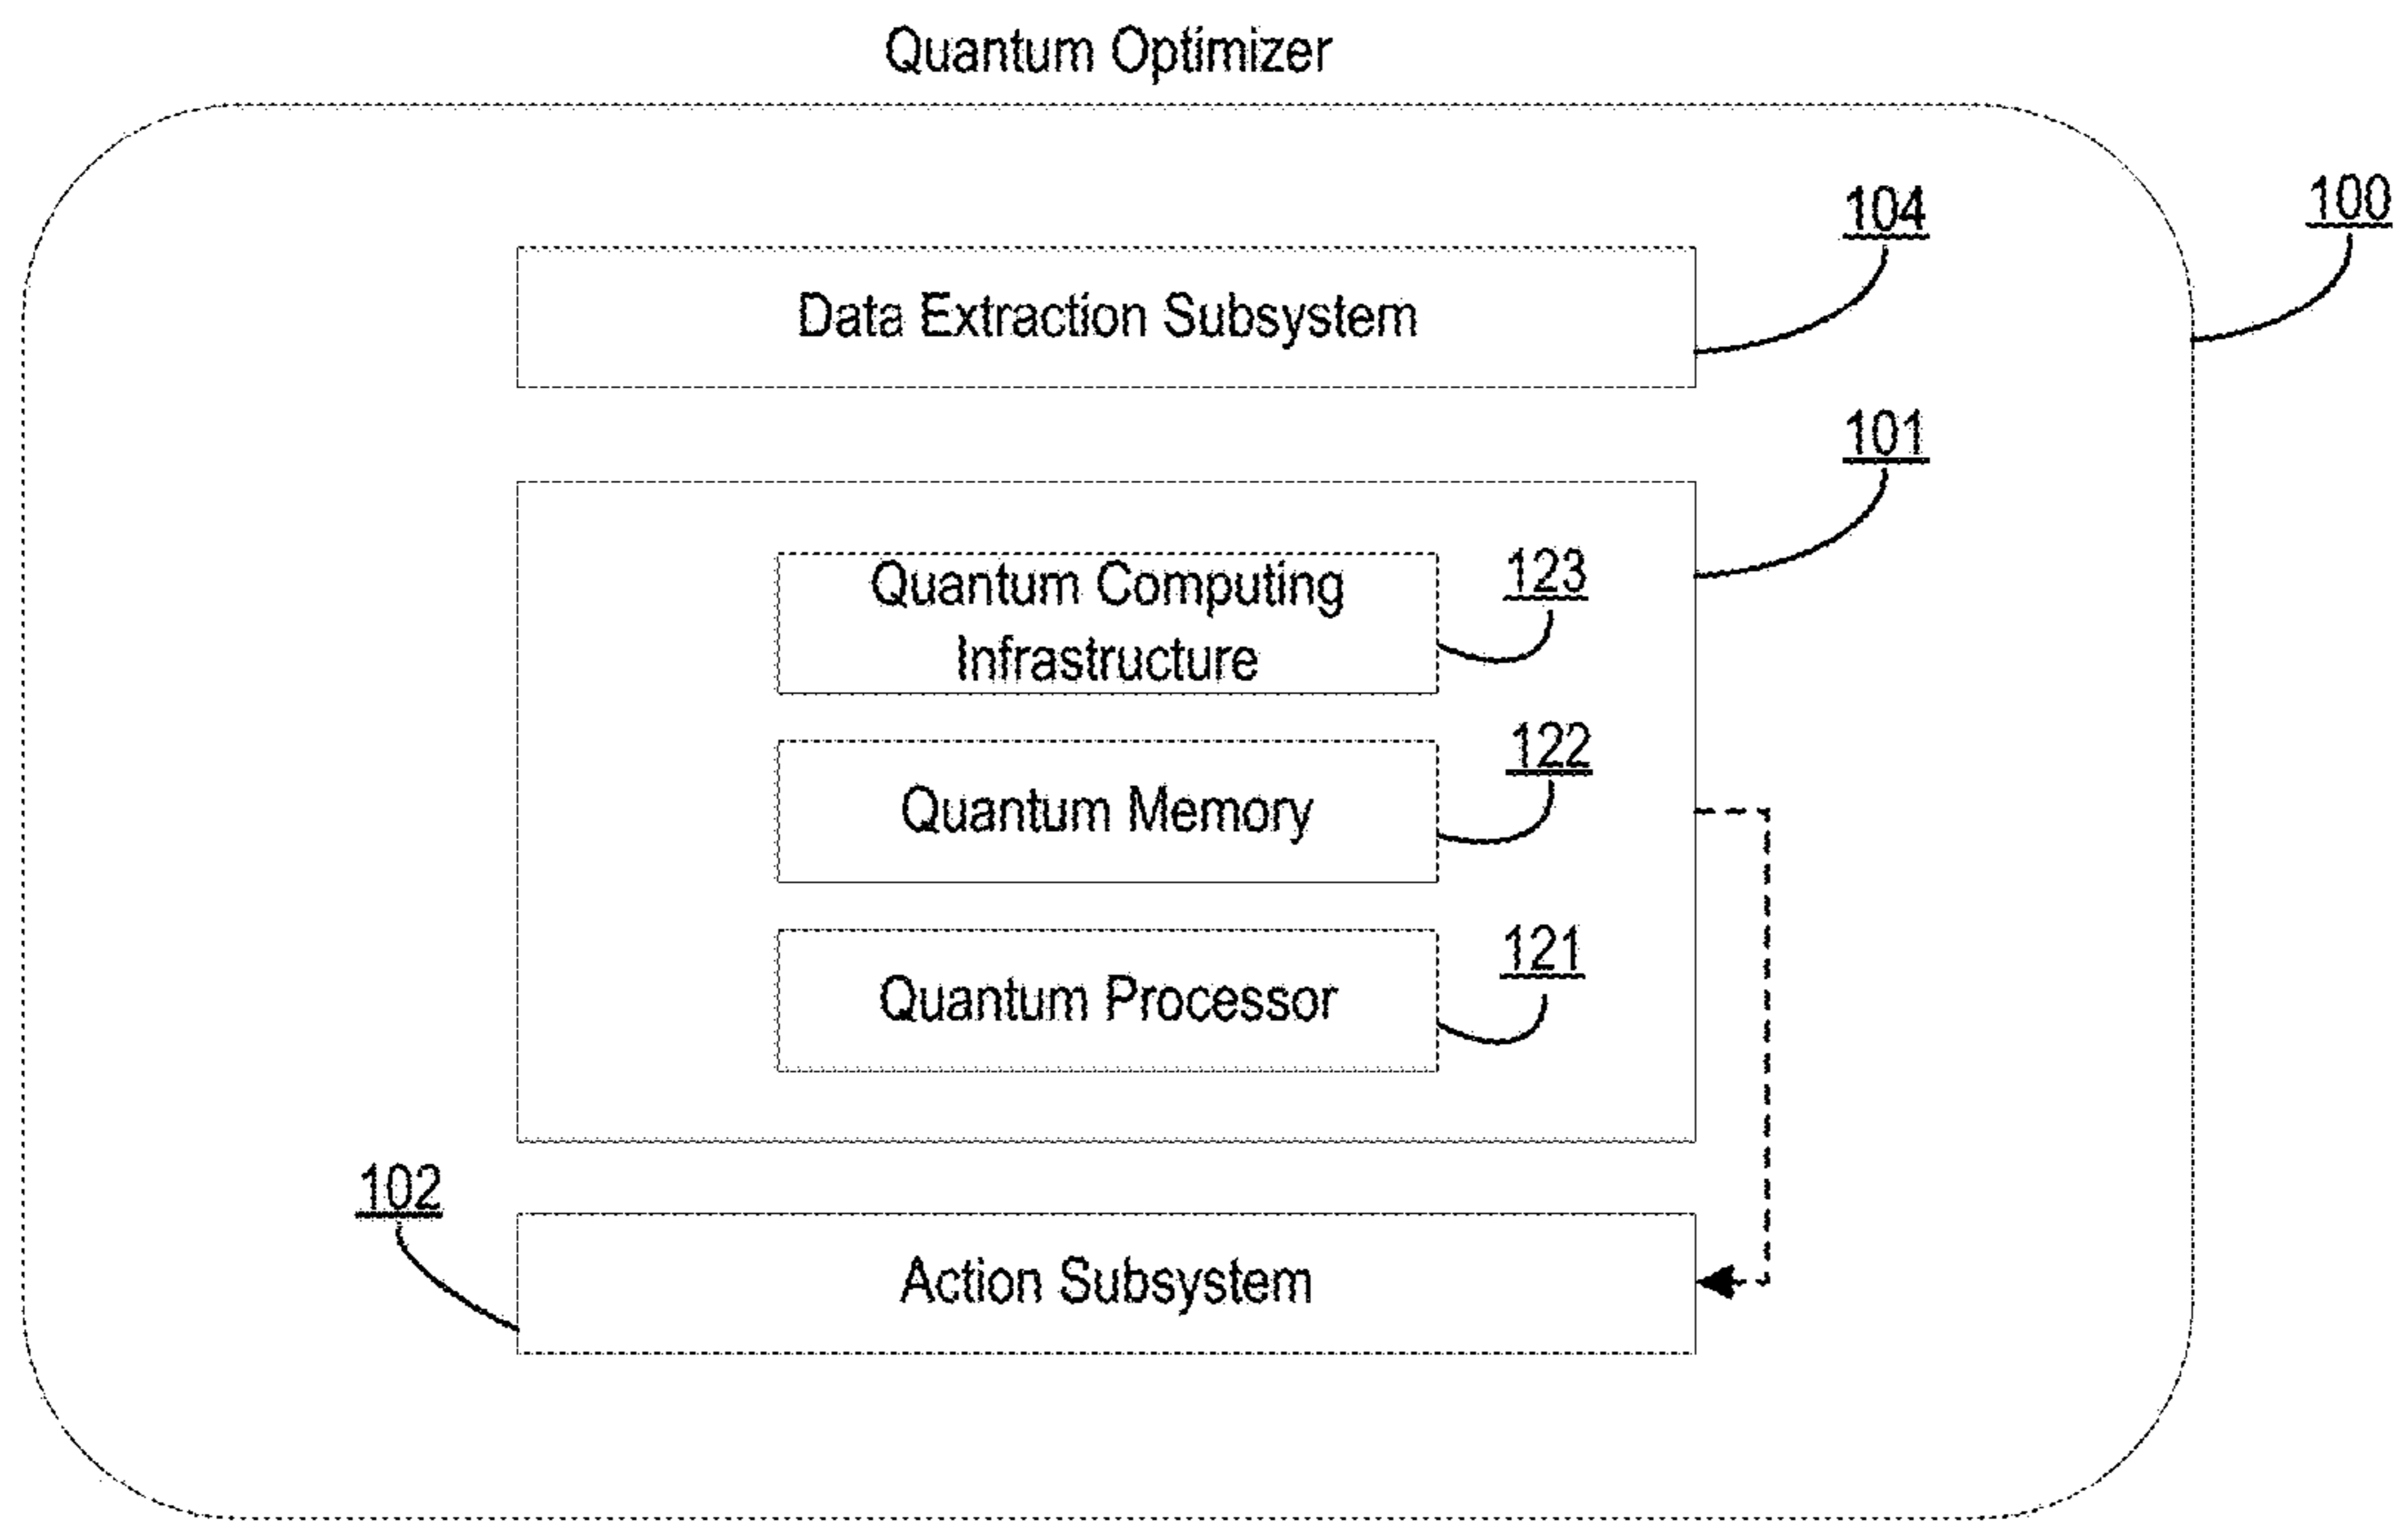 Quantum Optimizer
100
104
Data Extraction Subsystem
101
Quantum Computing
Infrastructure
123
122
Quantum Memory
121
Quantum Processor
102
Action Subsystem